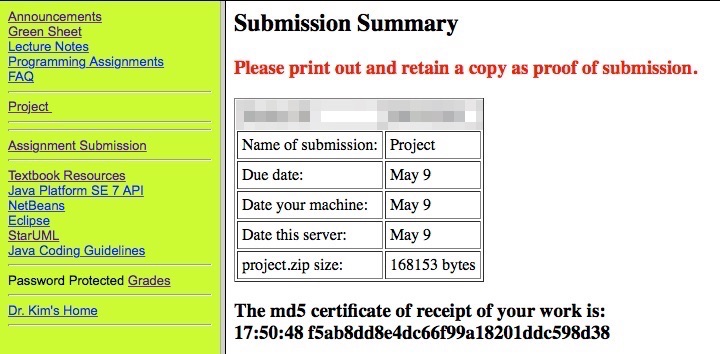 Announcements
Green Sheet
Lecture Notes
Programming Assignments
FAQ
Project
Assignment Submission
Textbook Resources
Java Platform SE 7 API
NetBeans
Eclipse
StarUML
Java Coding Guidelines
Password Protected Grades
Dr. Kim's Home
Submission Summary
Please print out and retain a copy as proof of submission.
Name of submission: Project
Due date: May 9
Date your machine: May 9
Date this server: May 9
project.zip size: 168153 bytes
The md5 certificate of receipt of your work is:
17:50:48 f5ab8dd8e4dc66f99a18201ddc598d38